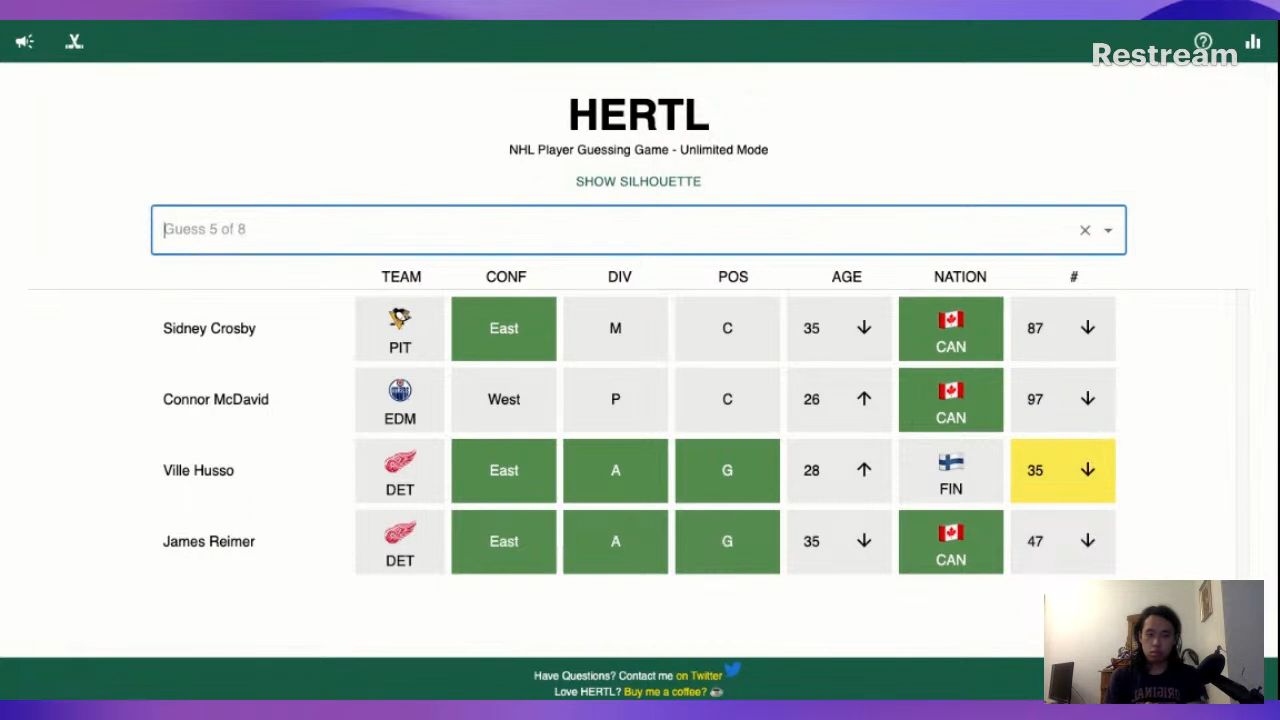 Restream
HERTL
NHL Player Guessing Game - Unlimited Mode
SHOW SILHOUETTE
Guess 5 of 8
TEAM CONF DIV POS AGE NATION #
Sidney Crosby PIT East M C 35 ↓ CAN 87 ↓
Connor McDavid EDM West P C 26 ↑ CAN 97 ↓
Ville Husso DET East A G 28 ↑ FIN 35 ↓
James Reimer DET East A G 35 ↓ CAN 47 ↓
Have Questions? Contact me on Twitter
Love HERTL? Buy me a coffee?
ORIGINAL